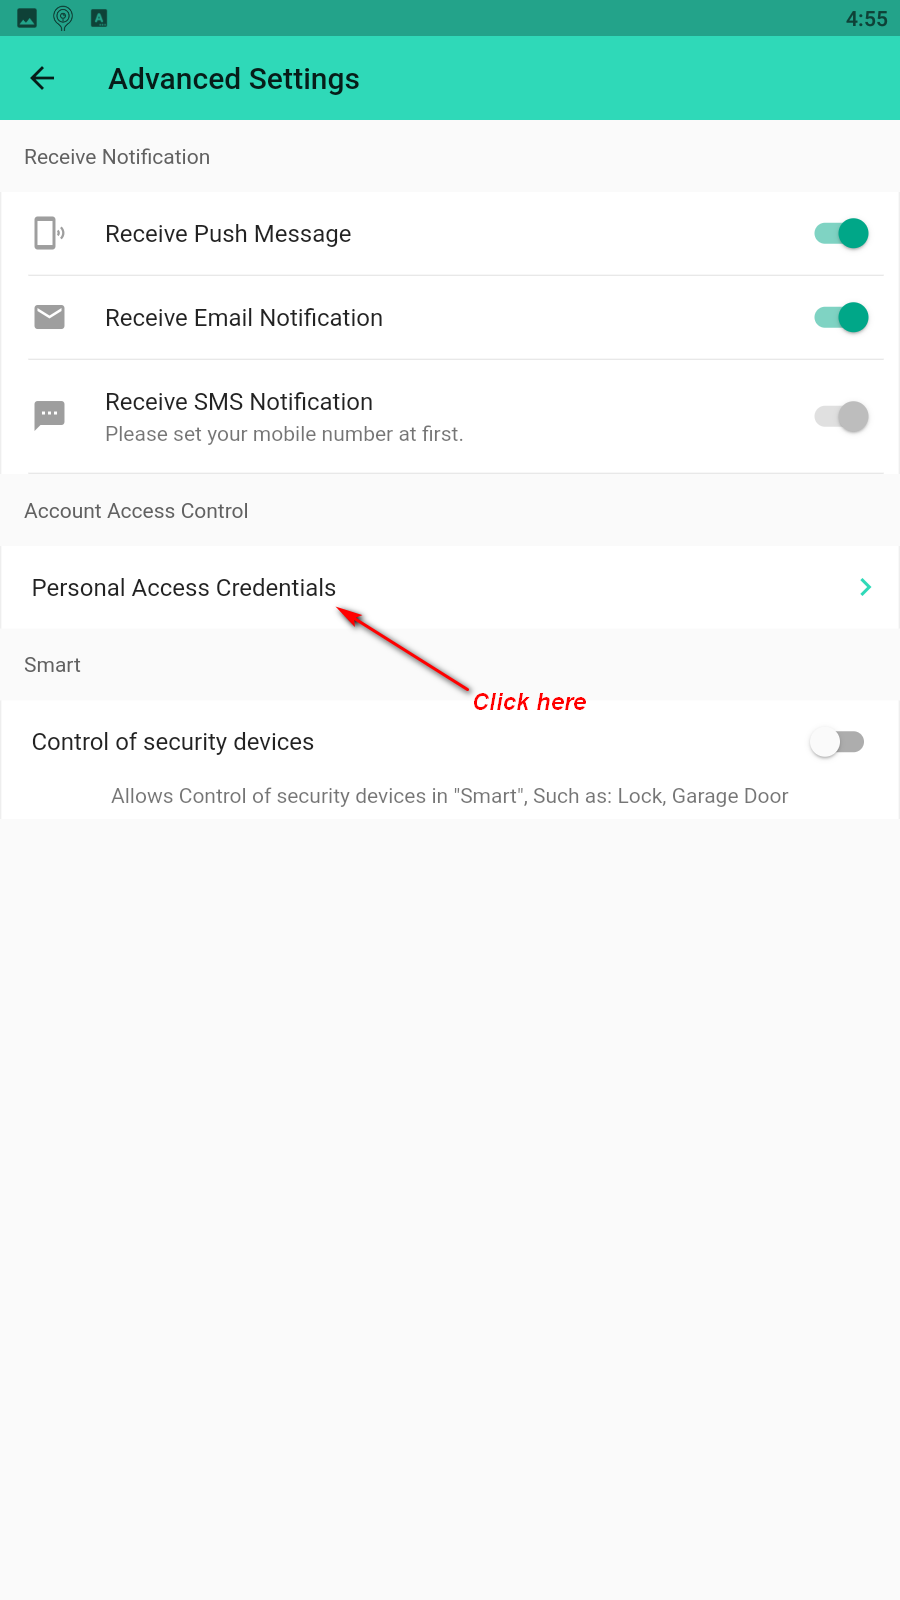 4:55
Advanced Settings
Receive Notification
Receive Push Message
Receive Email Notification
Receive SMS Notification
Please set your mobile number at first.
Account Access Control
Personal Access Credentials
Smart
Click here
Control of security devices
Allows Control of security devices in "Smart", Such as: Lock, Garage Door